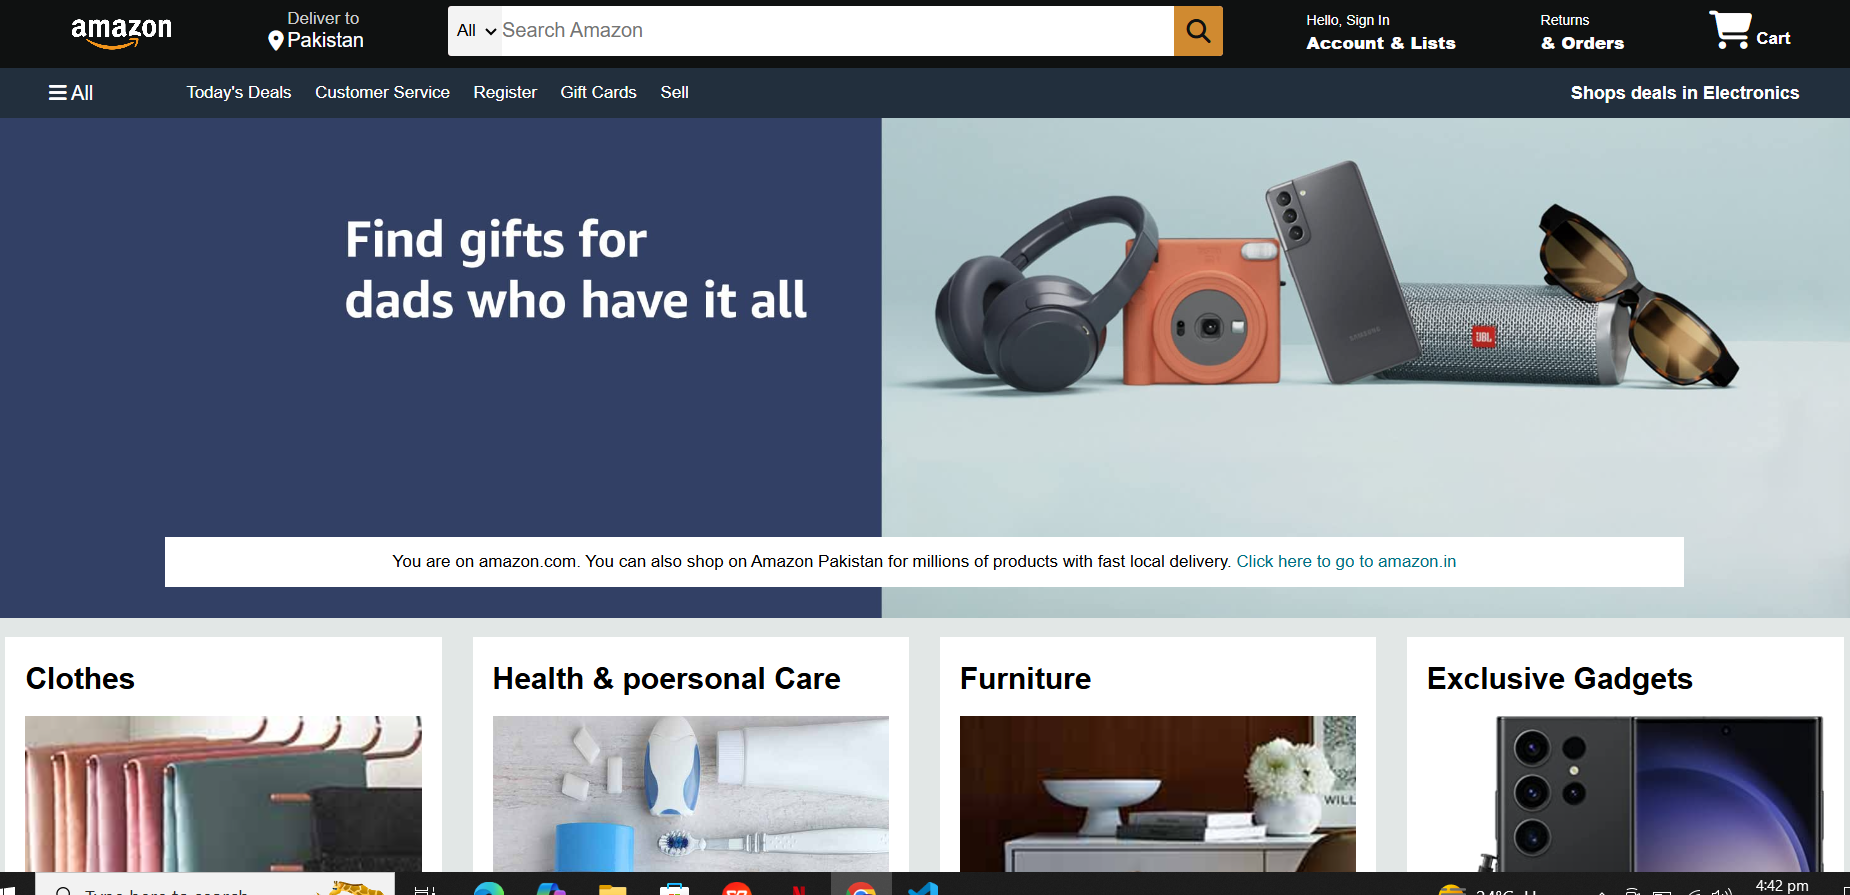 amazon
Deliver to
Pakistan
All
Search Amazon
Hello, Sign In
Account & Lists
Returns
& Orders
Cart
All
Today's Deals
Customer Service
Register
Gift Cards
Sell
Shops deals in Electronics
Find gifts for
dads who have it all
SAMSUNG
JBL
You are on amazon.com. You can also shop on Amazon Pakistan for millions of products with fast local delivery. Click here to go to amazon.in
Clothes
Health & poersonal Care
Furniture
Exclusive Gadgets
WILL
Type here to search
4:42 pm